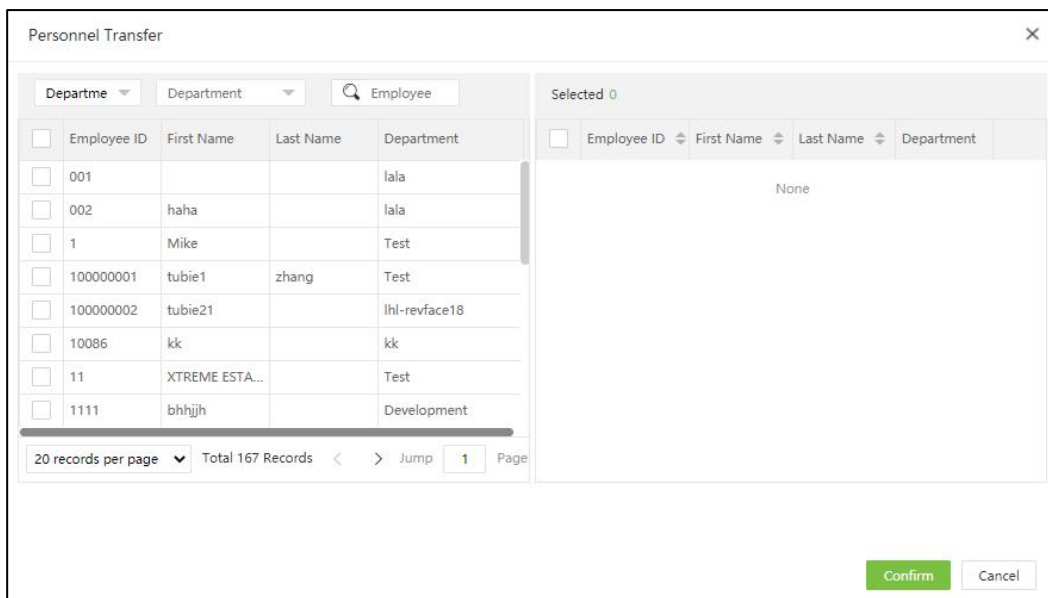 Personnel Transfer
Departme Department Employee
Employee ID First Name Last Name Department
001 lala
002 haha lala
1 Mike Test
100000001 tubie1 zhang Test
100000002 tubie21 lhl-revface18
10086 kk kk
11 XTREME ESTA... Test
1111 bhhjjh Development
20 records per page Total 167 Records < > Jump 1 Page
Selected 0
Employee ID First Name Last Name Department
None
Confirm Cancel